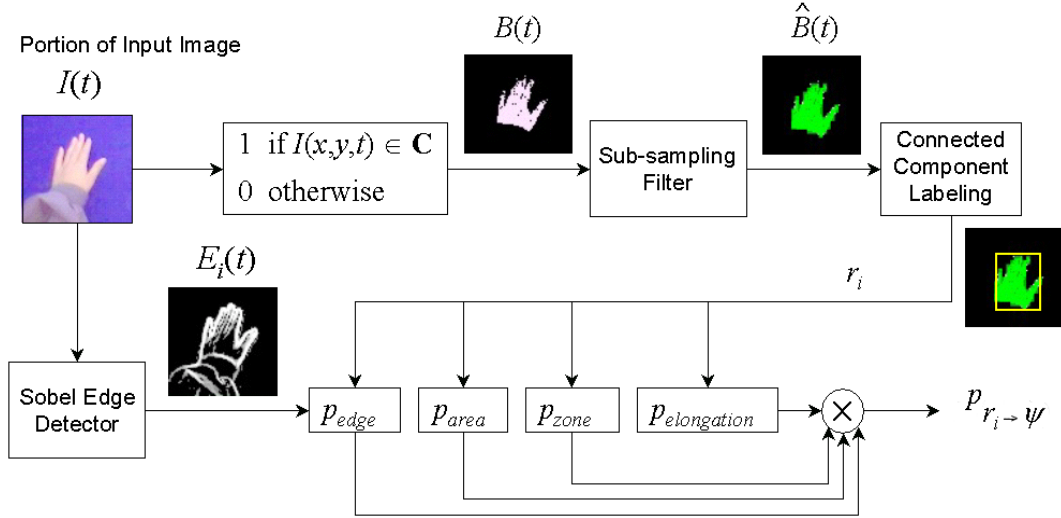 Portion of Input Image
I(t)
B(t)
B̂(t)
1 if I(x,y,t) ∈ C
0 otherwise
Sub-sampling
Filter
Connected
Component
Labeling
E_i(t)
r_i
Sobel Edge
Detector
p_edge
p_area
p_zone
p_elongation
×
p_{r_i → ψ}